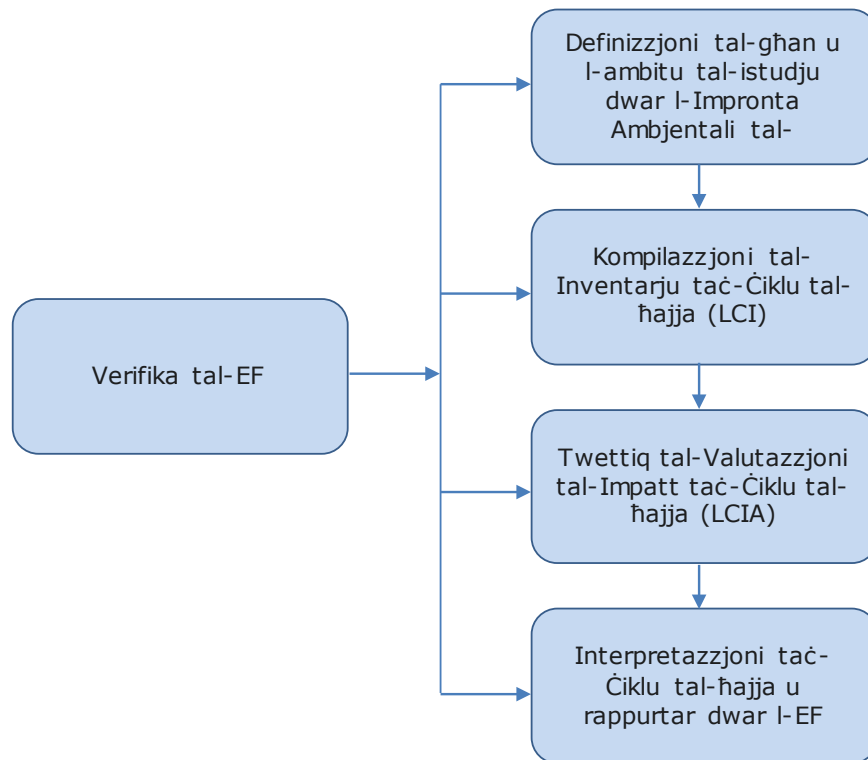 Definizzjoni tal-għan u
l-ambitu tal-istudju
dwar l-Impronta
Ambjentali tal-
Kompilazzjoni tal-
Inventarju taċ-Ċiklu tal-
ħajja (LCI)
Verifika tal-EF
Twettiq tal-Valutazzjoni
tal-Impatt taċ-Ċiklu tal-
ħajja (LCIA)
Interpretazzjoni taċ-
Ċiklu tal-ħajja u
rappurtar dwar l-EF